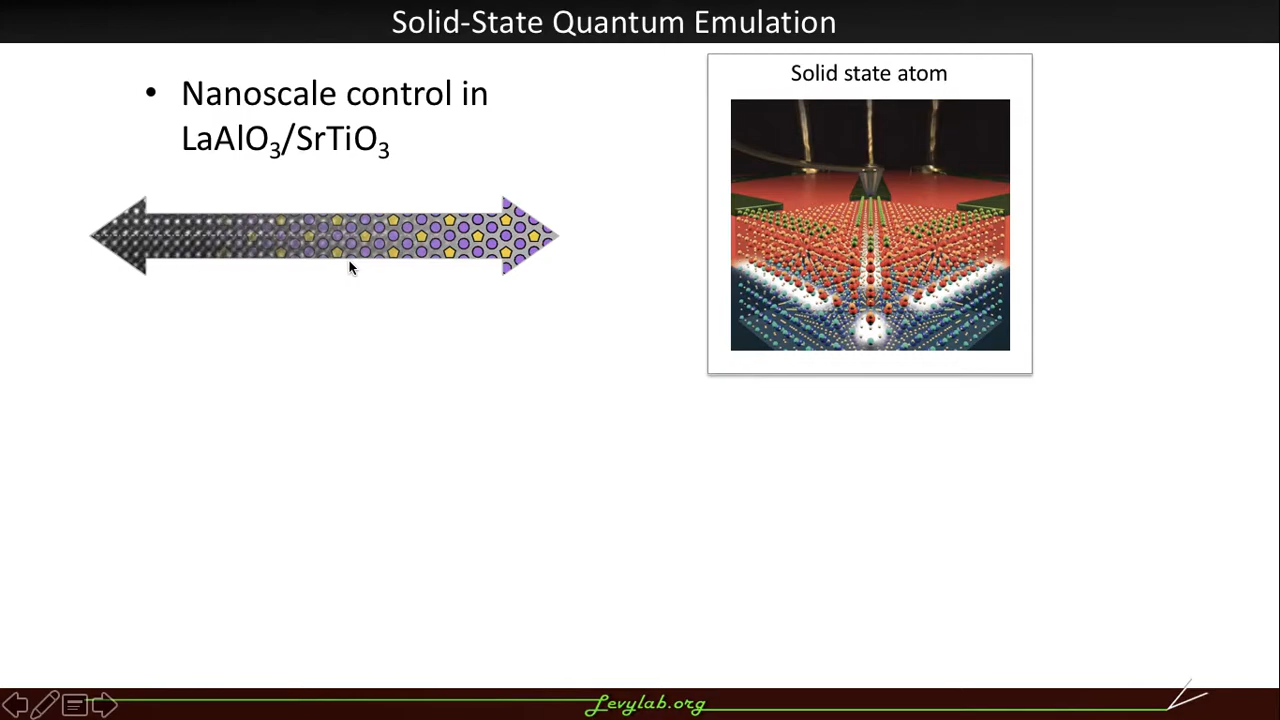 Solid-State Quantum Emulation
• Nanoscale control in
LaAlO₃/SrTiO₃
Solid state atom
Levylab.org